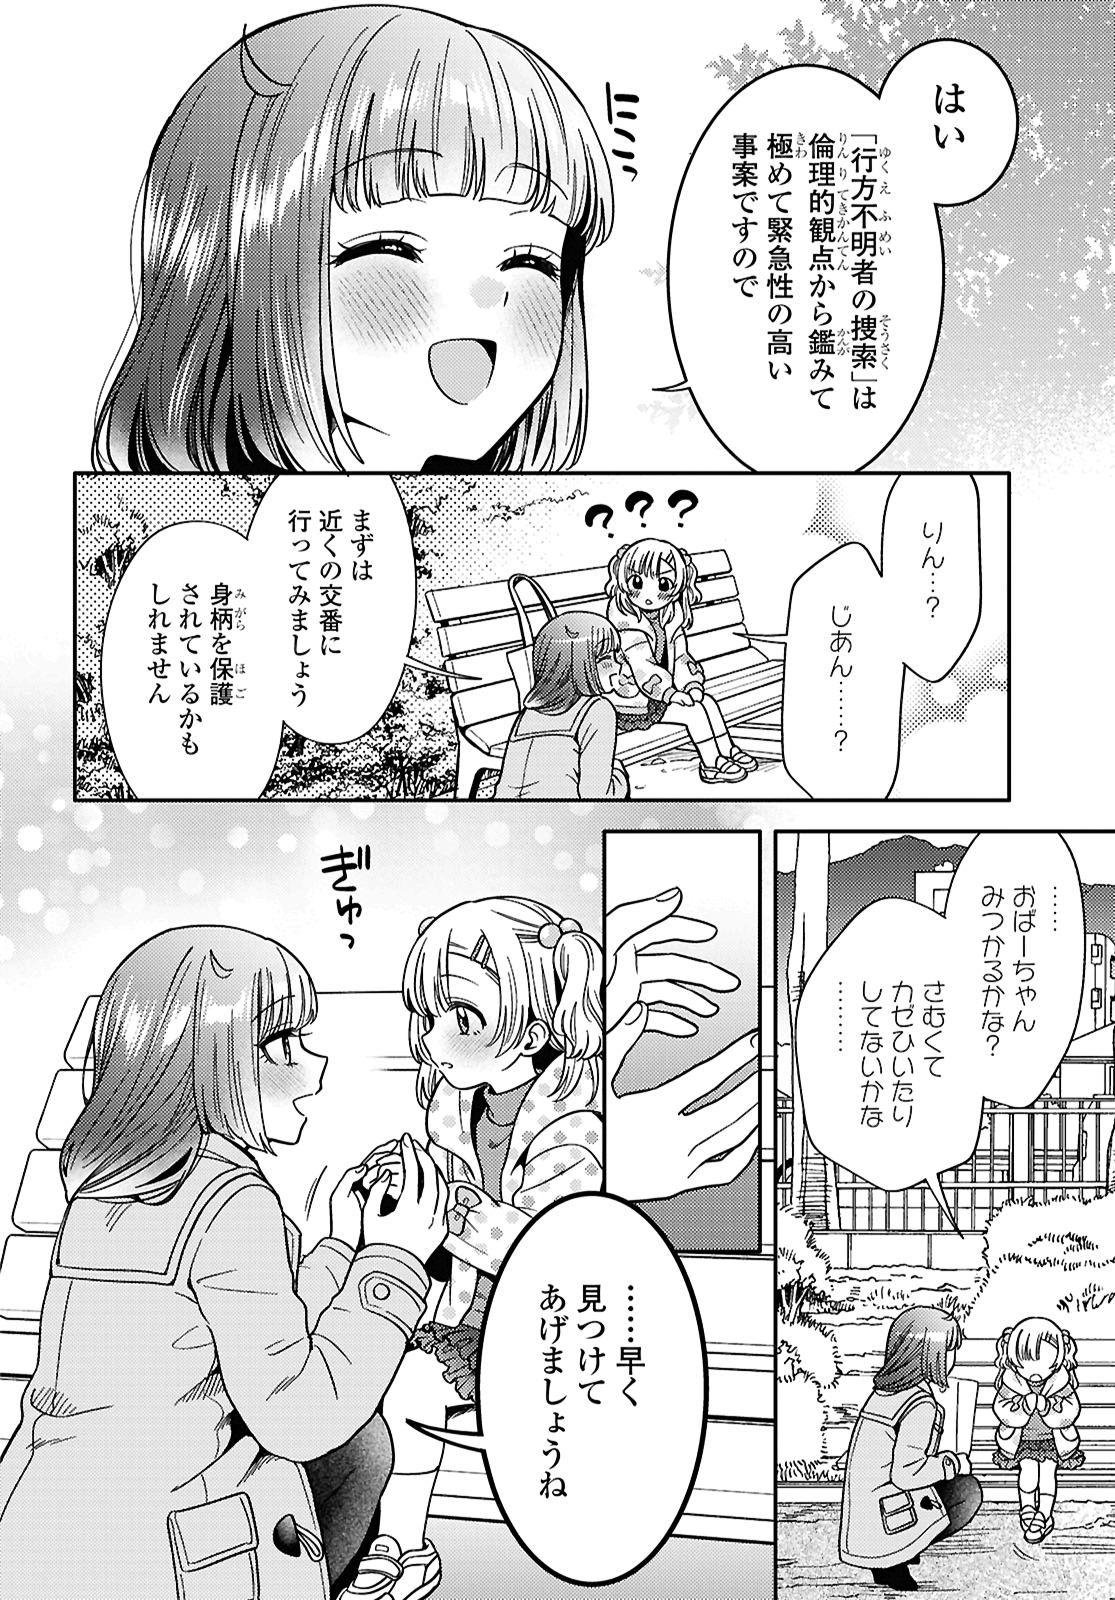 はい
「行方不明者の捜索」は
倫理的観点から鑑みて
極めて緊急性の高い
事案ですので
ニコッ
りん…?
じあん……?
???
まずは
近くの交番に
行ってみましょう
身柄を保護
されているかも
しれません
……
おばーちゃん
みつかるかな?
さむくて
カゼひいたり
してないかな
………
ぎゅっ
……早く
見つけて
あげましょうね